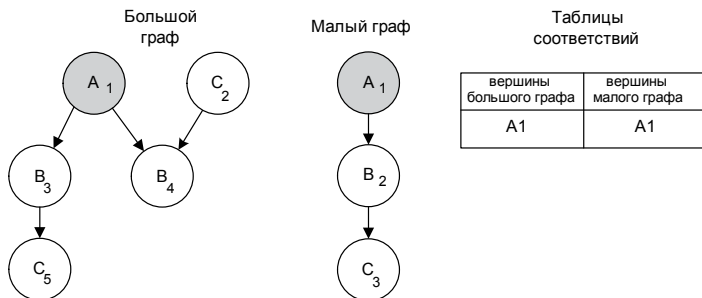 Большой
граф
Малый граф
Таблицы
соответствий
A 1
C 2
A 1
вершины
большого графа
вершины
малого графа
A1
A1
B 3
B 4
B 2
C 5
C 3